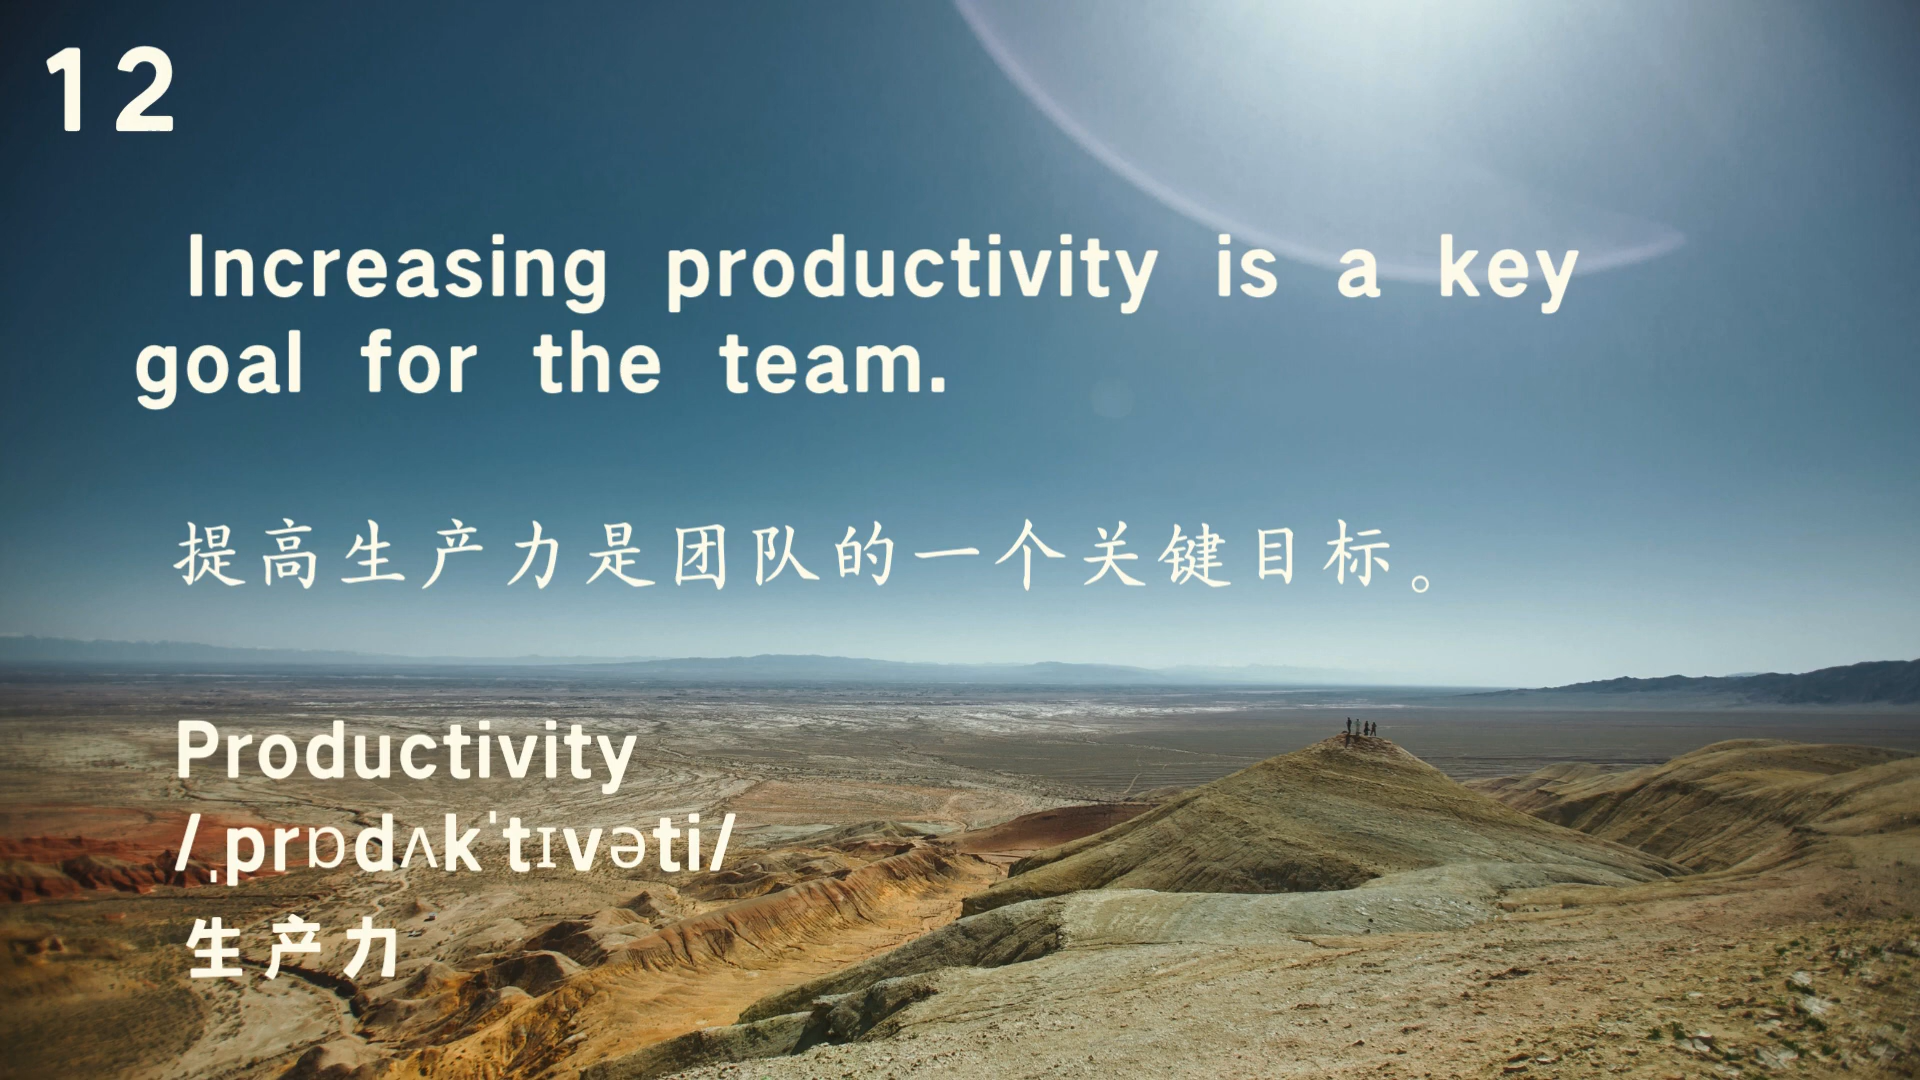 12
Increasing productivity is a key
goal for the team.
提高生产力是团队的一个关键目标。
Productivity
/ˌprɒdʌkˈtɪvəti/
生产力